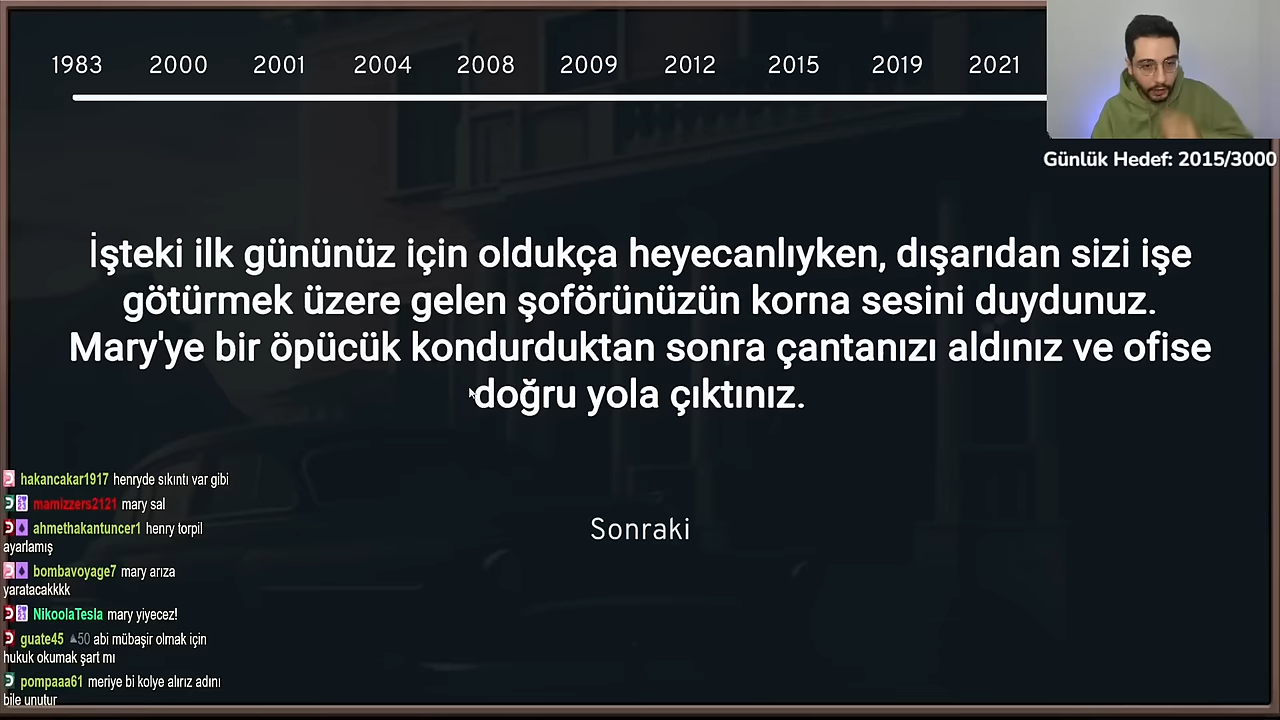 1983 2000 2001 2004 2008 2009 2012 2015 2019 2021
Günlük Hedef: 2015/3000
İşteki ilk gününüz için oldukça heyecanlıyken, dışarıdan sizi işe
götürmek üzere gelen şoförünüzün korna sesini duydunuz.
Mary'ye bir öpücük kondurduktan sonra çantanızı aldınız ve ofise
doğru yola çıktınız.
Sonraki
hakancakar1917 henryde sıkıntı var gibi
mamizzers2121 mary sal
ahmethakantuncer1 henry torpil
ayarlamış
bombavoyage7 mary arıza
yaratacakkkk
NikoolaTesla mary yiyecez!
guate45 50 abi mübaşir olmak için
hukuk okumak şart mı
pompaaa61 meriye bi kolye alırız adını
bile unutur